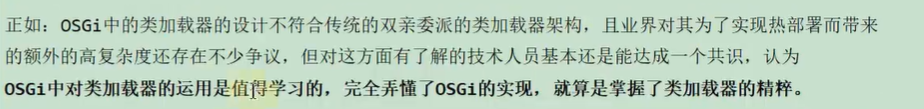 正如：OSGi中的类加载器的设计不符合传统的双亲委派的类加载器架构，且业界对其为了实现热部署而带来
的额外的高复杂度还存在不少争议，但对这方面有了解的技术人员基本还是能达成一个共识，认为
OSGi中对类加载器的运用是值得学习的，完全弄懂了OSGi的实现，就算是掌握了类加载器的精粹。